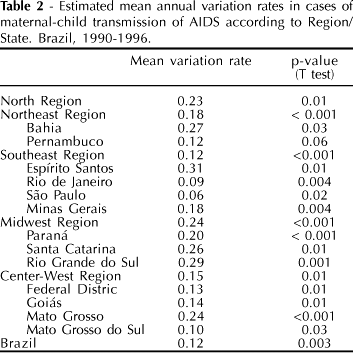 Table 2 - Estimated mean annual variation rates in cases of
maternal-child transmission of AIDS according to Region/
State. Brazil, 1990-1996.
Mean variation rate p-value
(T test)
North Region 0.23 0.01
Northeast Region 0.18 < 0.001
Bahia 0.27 0.03
Pernambuco 0.12 0.06
Southeast Region 0.12 <0.001
Espírito Santos 0.31 0.01
Rio de Janeiro 0.09 0.004
São Paulo 0.06 0.02
Minas Gerais 0.18 0.004
Midwest Region 0.24 <0.001
Paraná 0.20 < 0.001
Santa Catarina 0.26 0.01
Rio Grande do Sul 0.29 0.001
Center-West Region 0.15 0.01
Federal Distric 0.13 0.01
Goiás 0.14 0.01
Mato Grosso 0.24 <0.001
Mato Grosso do Sul 0.10 0.03
Brazil 0.12 0.003